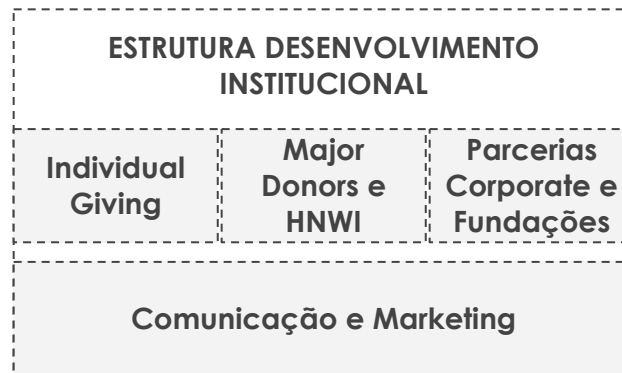 ESTRUTURA DESENVOLVIMENTO
INSTITUCIONAL
Individual
Giving
Major
Donors e
HNWI
Parcerias
Corporate e
Fundações
Comunicação e Marketing